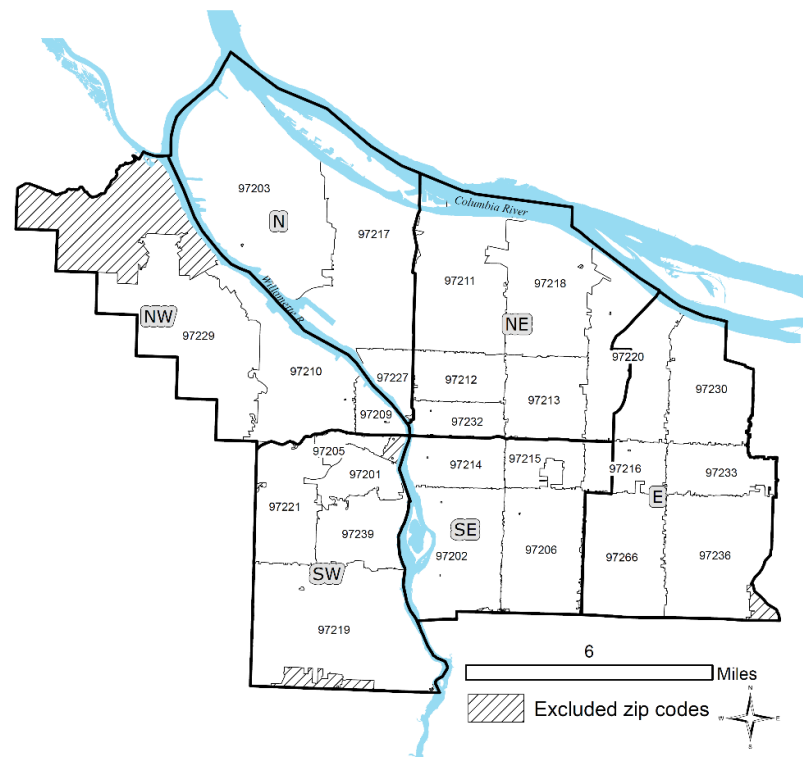 97203
N
97217
Columbia River
97211
97218
Willamette R.
NW
NE
97229
97220
97210
97227
97212
97230
97213
97209
97232
97205
97215
97214
97201
97216
97233
97221
E
SE
97239
97202
97206
97266
97236
SW
97219
6
Miles
Excluded zip codes
N
W
E
S